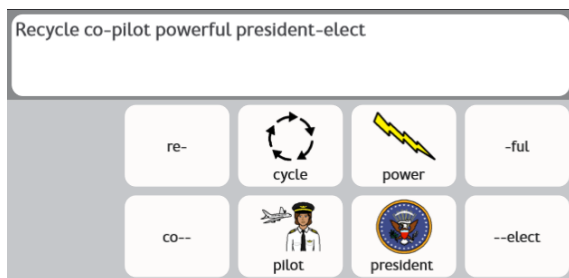 Recycle co-pilot powerful president-elect
re- cycle power -ful
co-- pilot president --elect